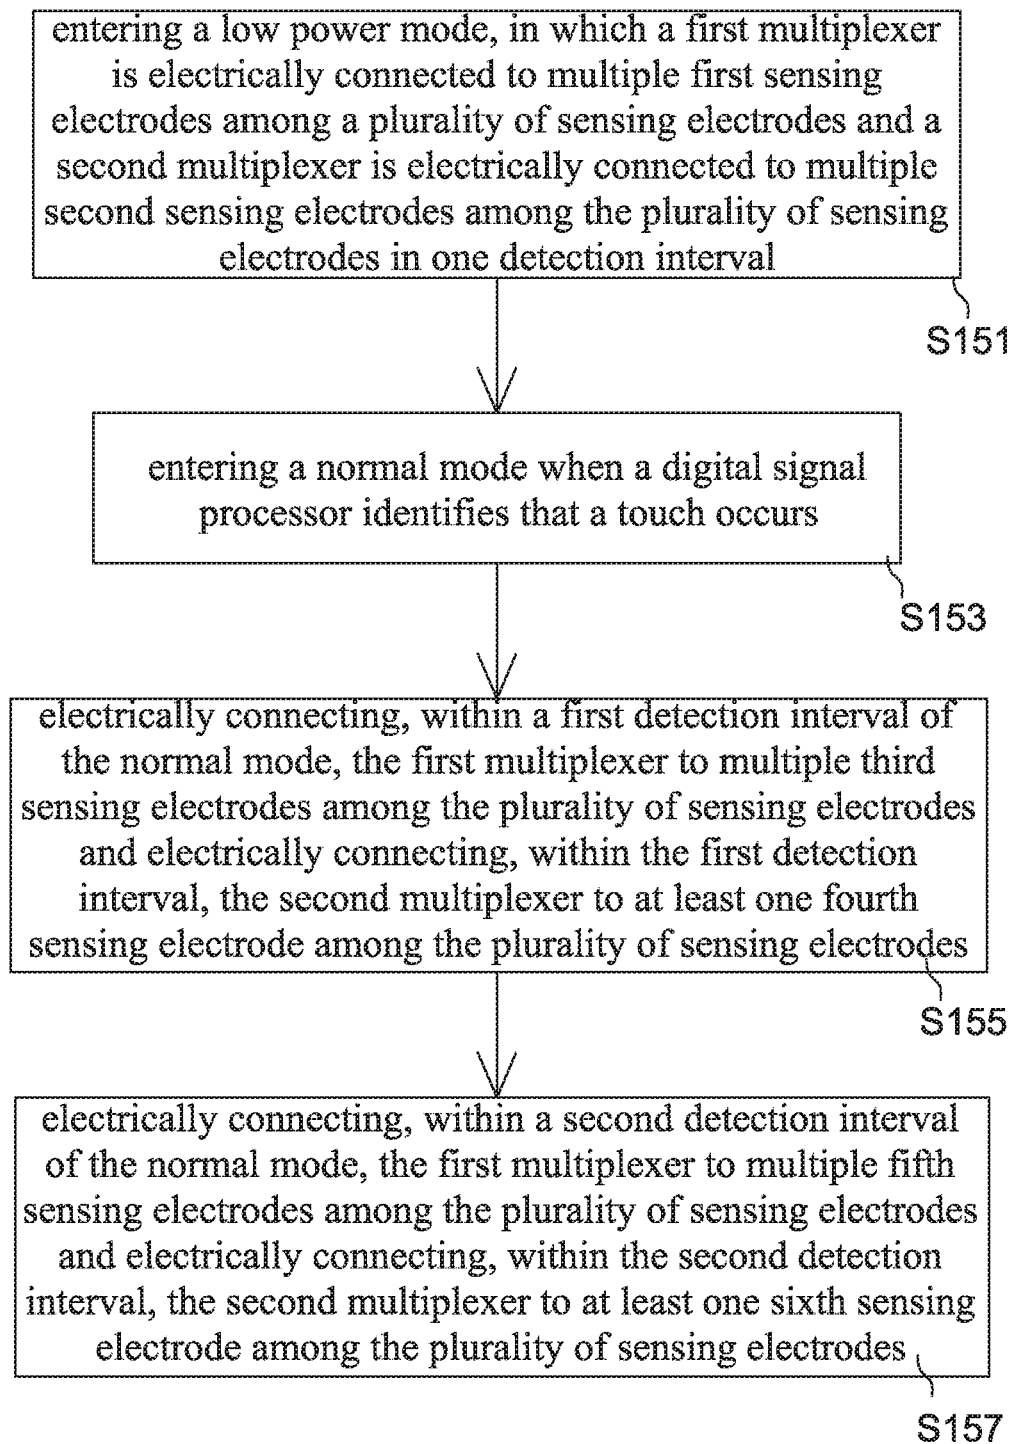 entering a low power mode, in which a first multiplexer
is electrically connected to multiple first sensing
electrodes among a plurality of sensing electrodes and a
second multiplexer is electrically connected to multiple
second sensing electrodes among the plurality of sensing
electrodes in one detection interval
S151
entering a normal mode when a digital signal
processor identifies that a touch occurs
S153
electrically connecting, within a first detection interval of
the normal mode, the first multiplexer to multiple third
sensing electrodes among the plurality of sensing electrodes
and electrically connecting, within the first detection
interval, the second multiplexer to at least one fourth
sensing electrode among the plurality of sensing electrodes
S155
electrically connecting, within a second detection interval
of the normal mode, the first multiplexer to multiple fifth
sensing electrodes among the plurality of sensing electrodes
and electrically connecting, within the second detection
interval, the second multiplexer to at least one sixth sensing
electrode among the plurality of sensing electrodes
S157